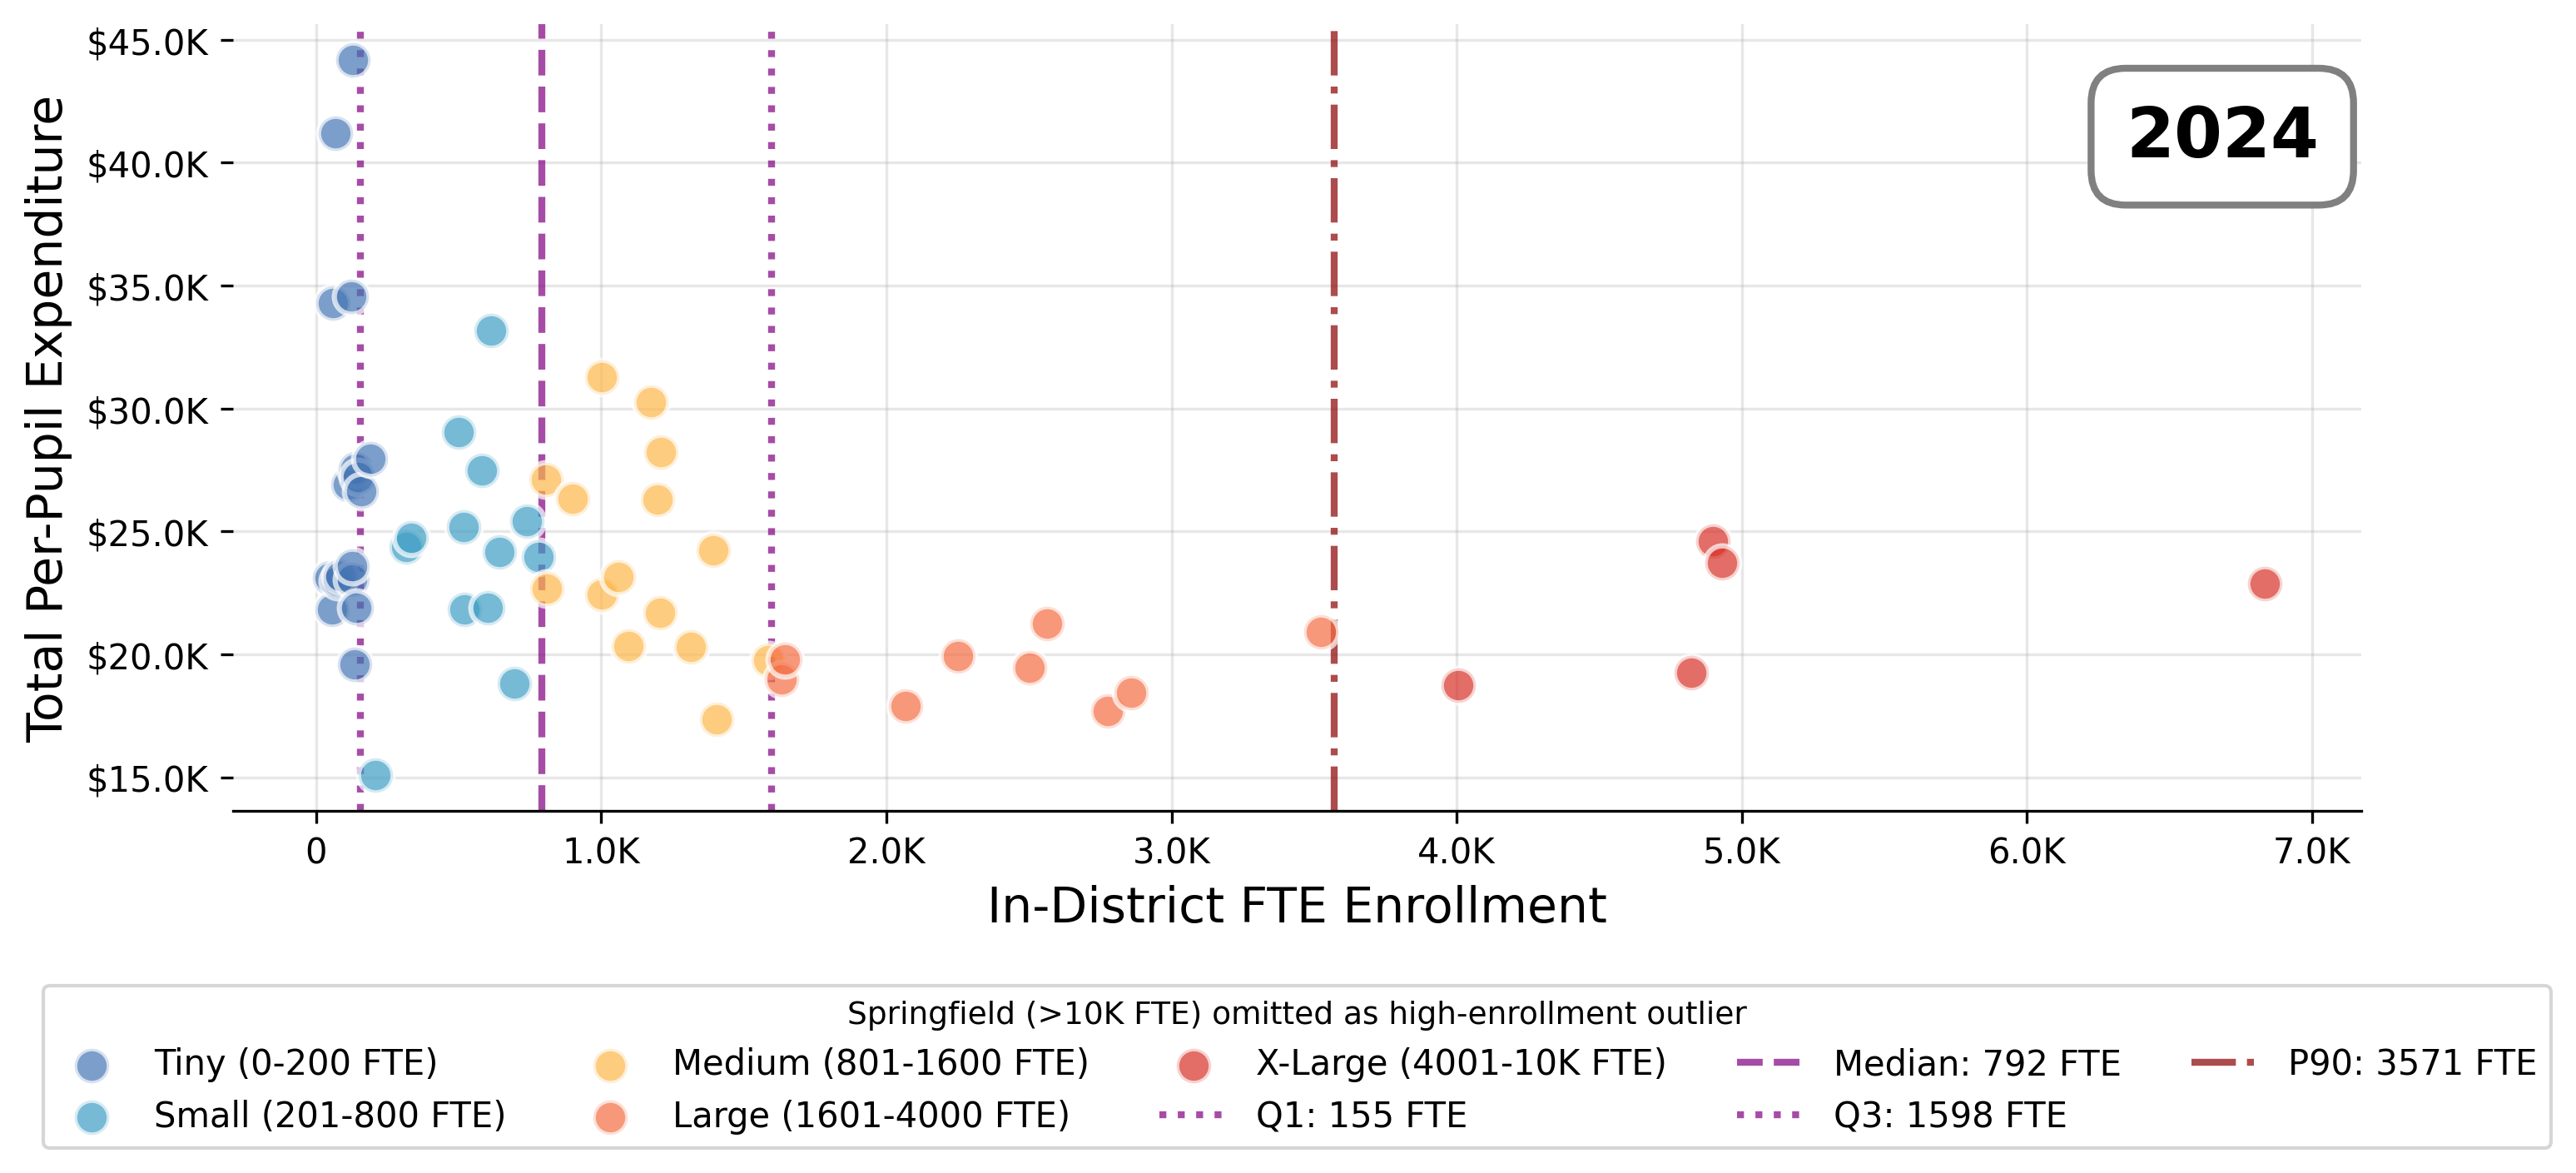 Total Per-Pupil Expenditure
$45.0K
$40.0K
$35.0K
$30.0K
$25.0K
$20.0K
$15.0K
2024
0 1.0K 2.0K 3.0K 4.0K 5.0K 6.0K 7.0K
In-District FTE Enrollment
Springfield (>10K FTE) omitted as high-enrollment outlier
Tiny (0-200 FTE) Medium (801-1600 FTE) X-Large (4001-10K FTE) Median: 792 FTE P90: 3571 FTE
Small (201-800 FTE) Large (1601-4000 FTE) Q1: 155 FTE Q3: 1598 FTE